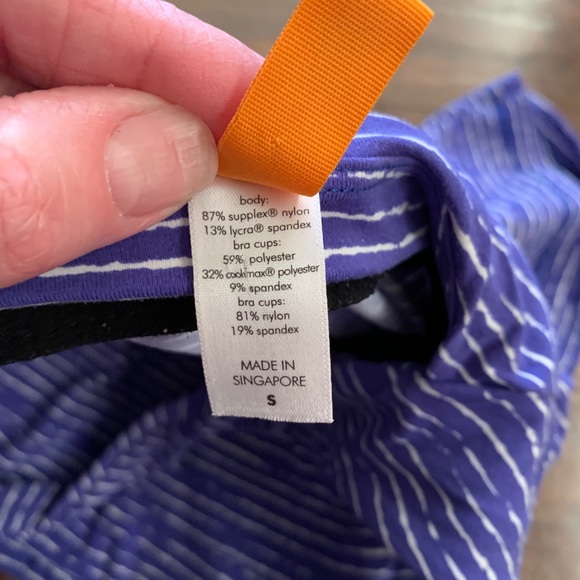 body:
87% supplex® nylon
13% lycra® spandex
bra cups:
59% polyester
32% coolmax® polyester
9% spandex
bra cups:
81% nylon
19% spandex
MADE IN
SINGAPORE
S